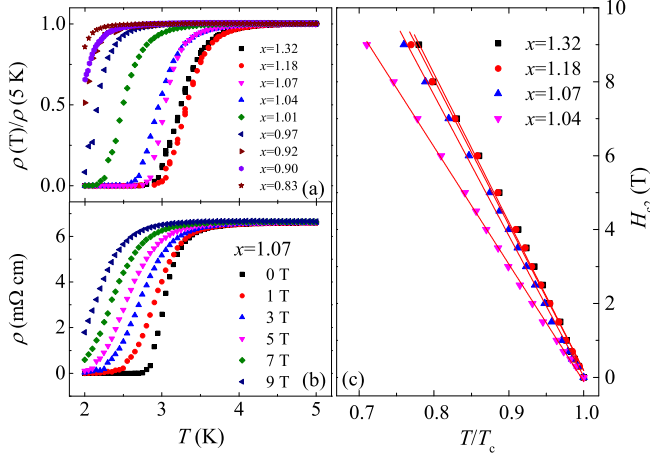 1.0
0.5
0.0
ρ (T)/ρ (5 K)
x=1.32
x=1.18
x=1.07
x=1.04
x=1.01
x=0.97
x=0.92
x=0.90
x=0.83
(a)
6
4
2
0
ρ (mΩ cm)
x=1.07
0 T
1 T
3 T
5 T
7 T
9 T
(b)
2 3 4 5
T (K)
x=1.32
x=1.18
x=1.07
x=1.04
(c)
10
8
6
4
2
0
H_c2 (T)
0.7 0.8 0.9 1.0
T/T_c